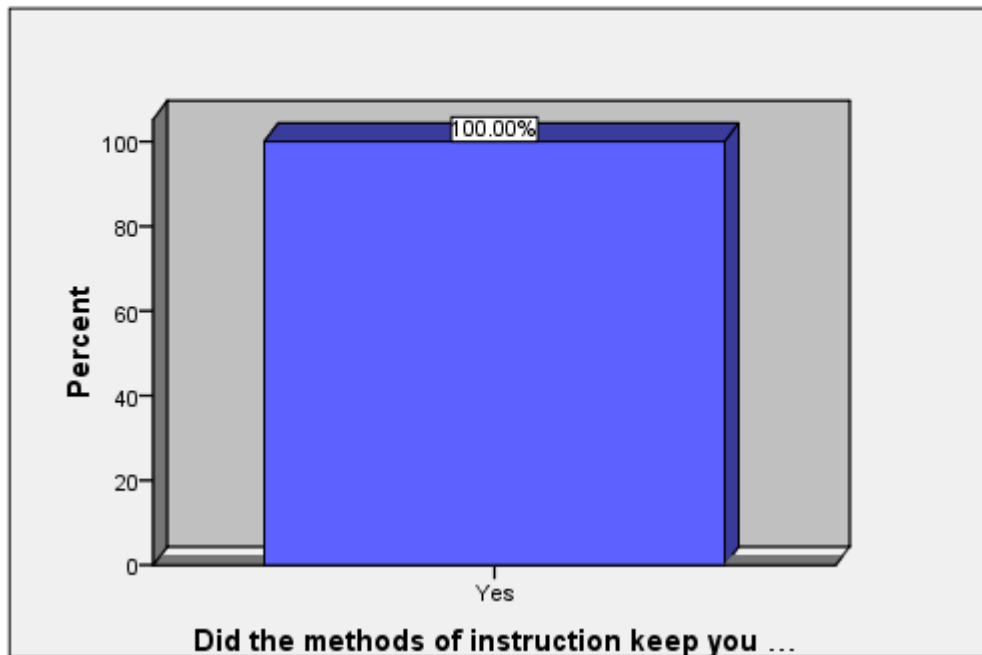 100.00%
100
80
60
40
20
0
Percent
Yes
Did the methods of instruction keep you ...